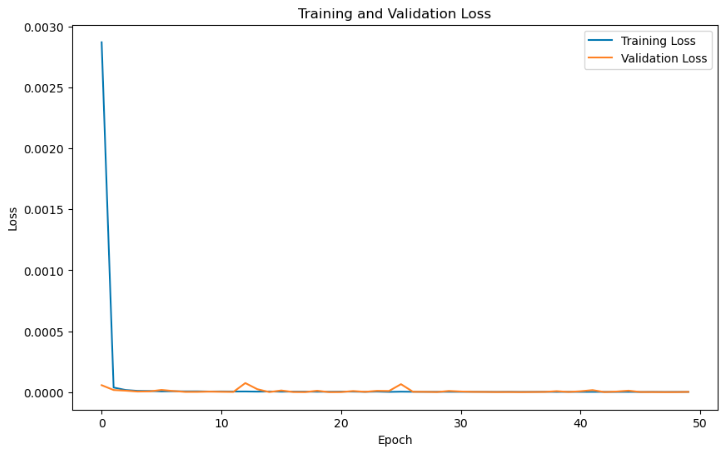 Training and Validation Loss
Training Loss
Validation Loss
0.0030
0.0025
0.0020
0.0015
0.0010
0.0005
0.0000
Loss
0 10 20 30 40 50
Epoch